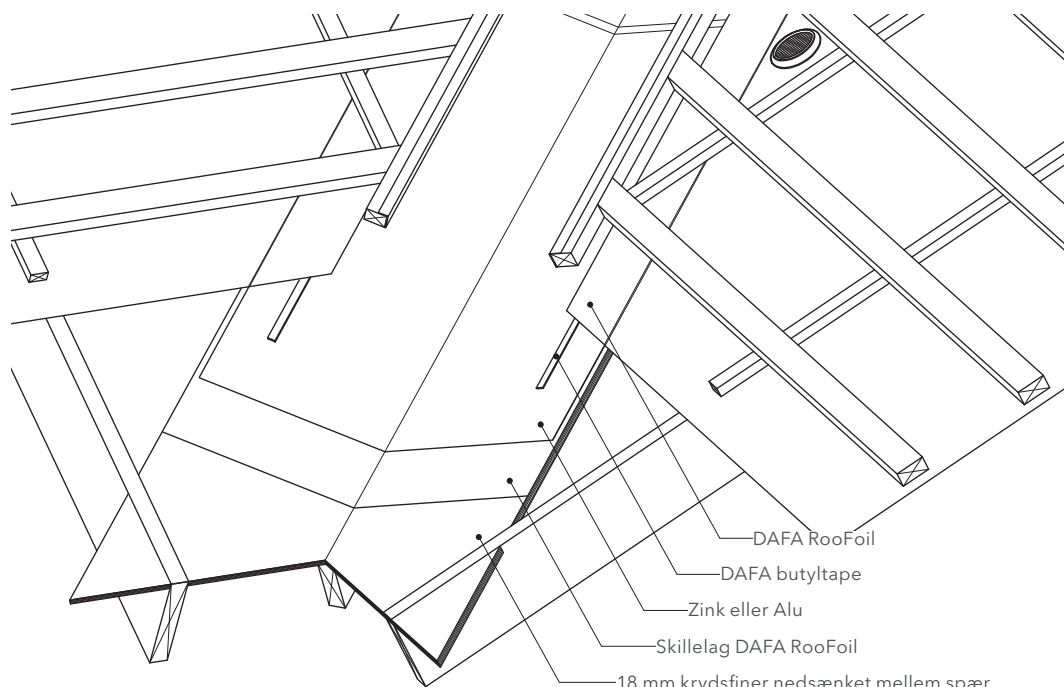 DAFA RooFoil
DAFA butyltape
Zink eller Alu
Skillelag DAFA RooFoil
18 mm krydsfiner nedsænket mellem spær